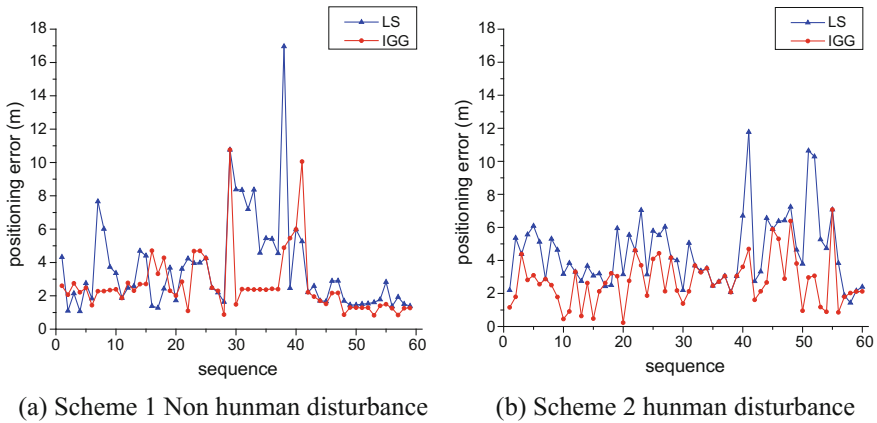 18
16
14
12
10
8
6
4
2
0
positioning error (m)
0 10 20 30 40 50 60
sequence
LS
IGG
(a) Scheme 1 Non hunman disturbance
18
16
14
12
10
8
6
4
2
0
positioning error (m)
0 10 20 30 40 50 60
sequence
LS
IGG
(b) Scheme 2 hunman disturbance